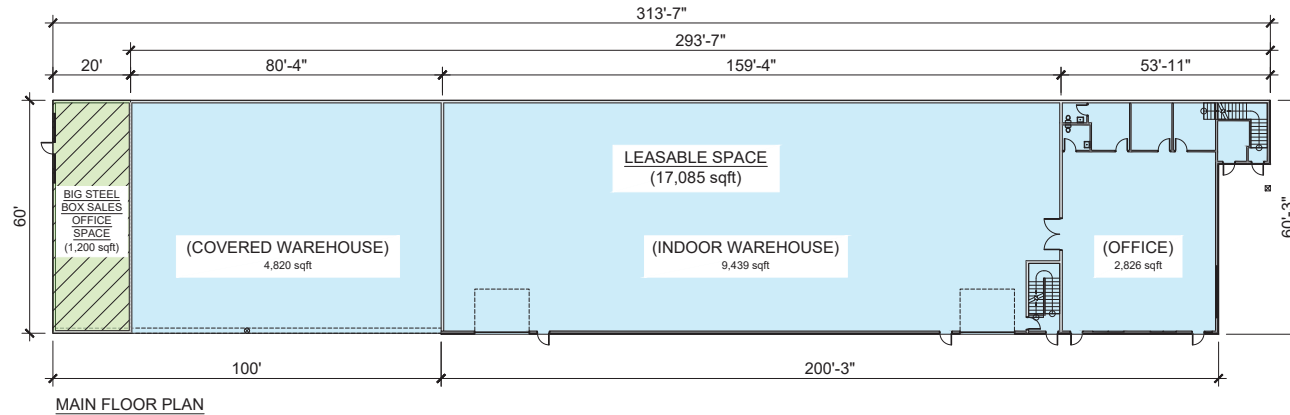 313'-7"
293'-7"
20'
80'-4"
159'-4"
53'-11"
LEASABLE SPACE
(17,085 sqft)
60'
BIG STEEL
BOX SALES
OFFICE
SPACE
(1,200 sqft)
(COVERED WAREHOUSE)
4,820 sqft
(INDOOR WAREHOUSE)
9,439 sqft
(OFFICE)
2,826 sqft
60'-3"
100'
200'-3"
MAIN FLOOR PLAN